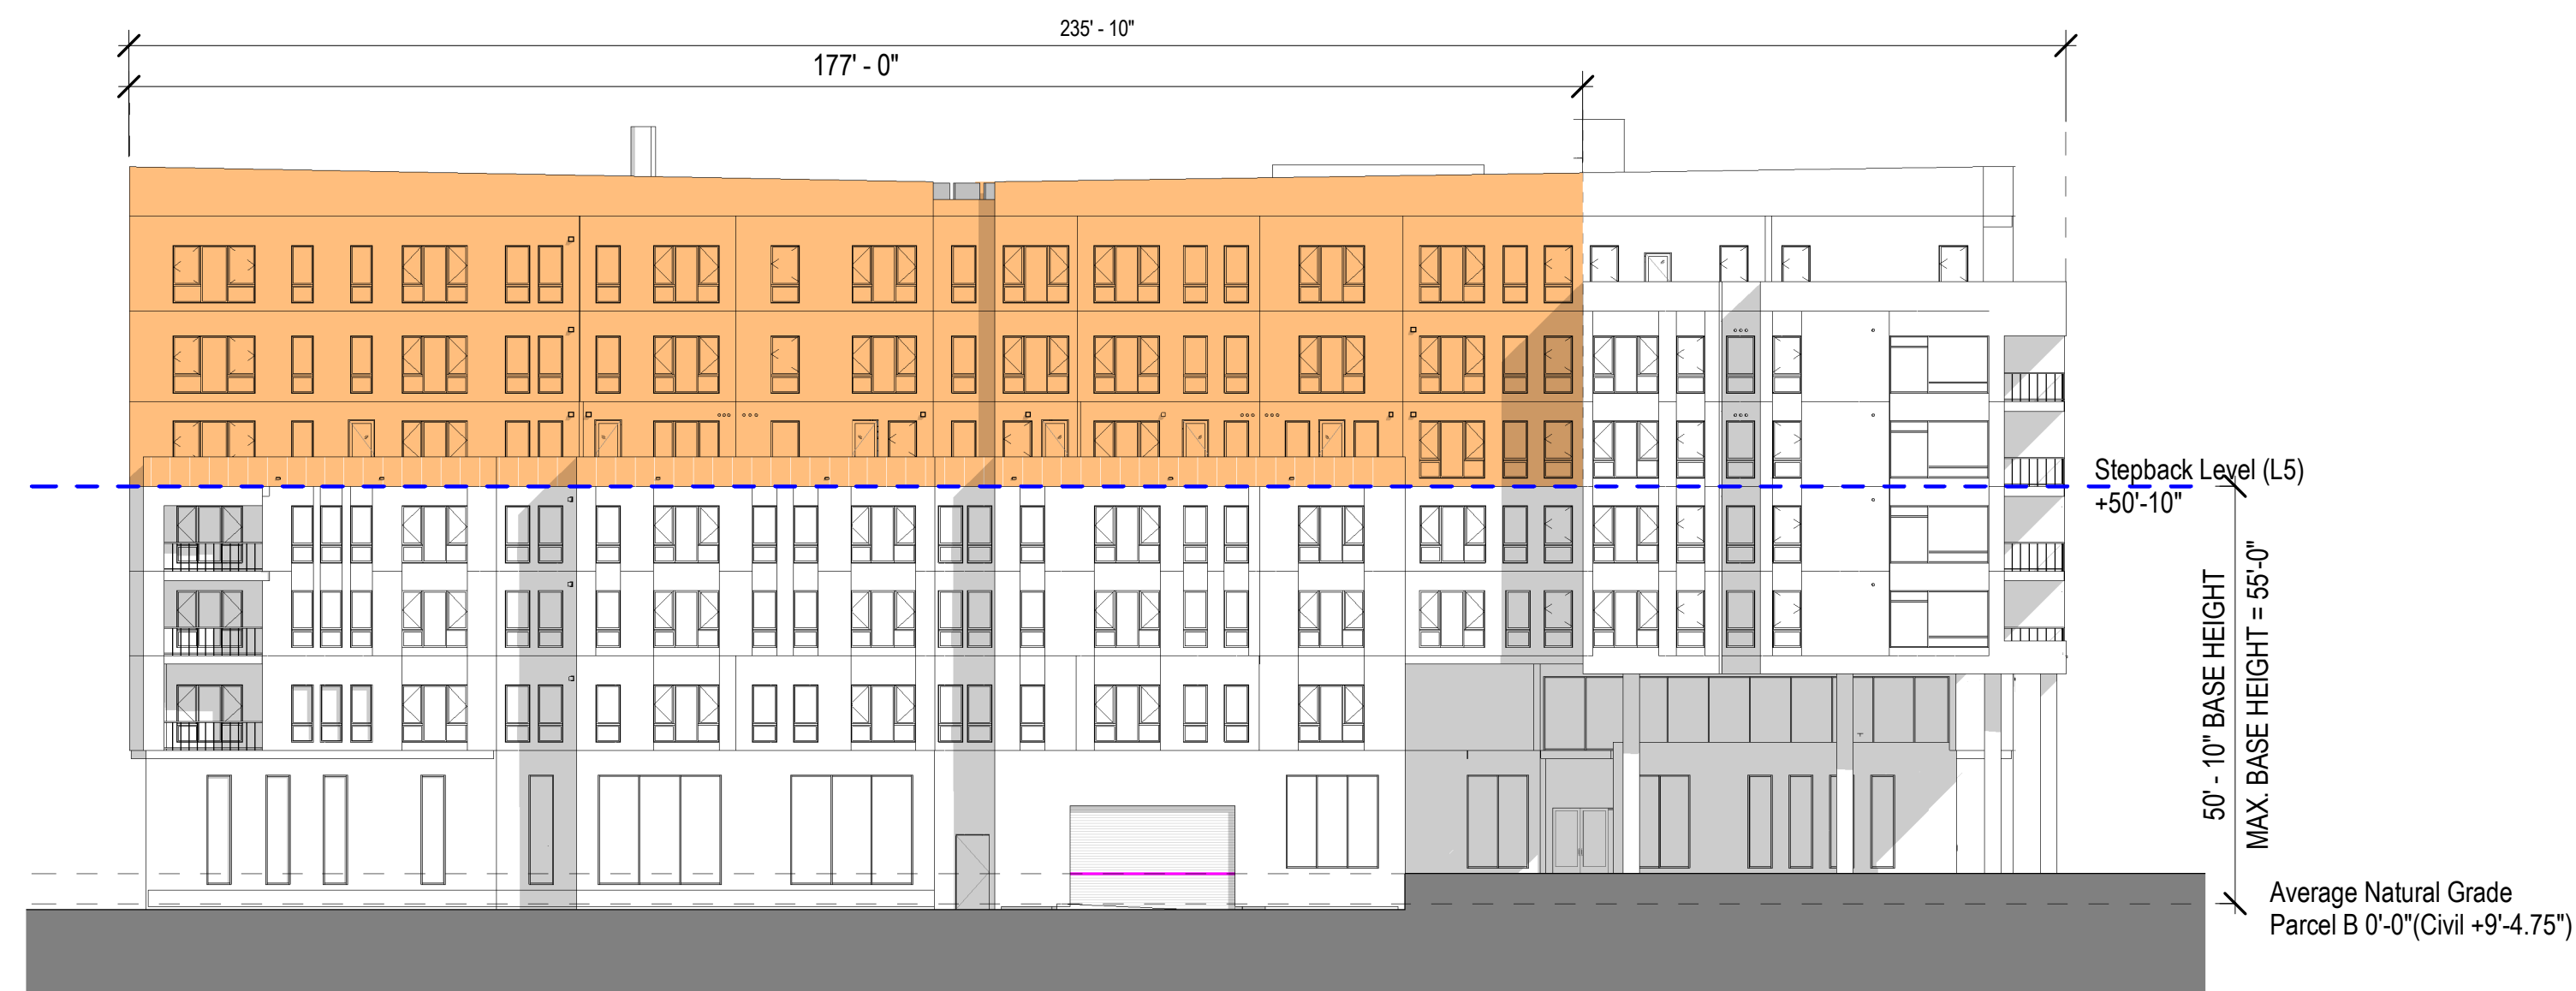 235' - 10"
177' - 0"
Stepback Level (L5)
+50'-10"
50' - 10" BASE HEIGHT
MAX. BASE HEIGHT = 55'-0"
Average Natural Grade
Parcel B 0'-0"(Civil +9'-4.75")